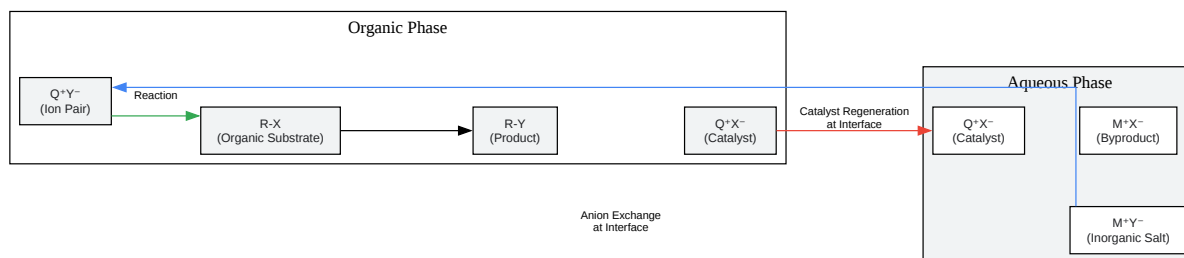 Organic Phase
Q⁺Y⁻
(Ion Pair)
Reaction
R-X
(Organic Substrate)
R-Y
(Product)
Q⁺X⁻
(Catalyst)
Catalyst Regeneration
at Interface
Aqueous Phase
Q⁺X⁻
(Catalyst)
M⁺X⁻
(Byproduct)
Anion Exchange
at Interface
M⁺Y⁻
(Inorganic Salt)